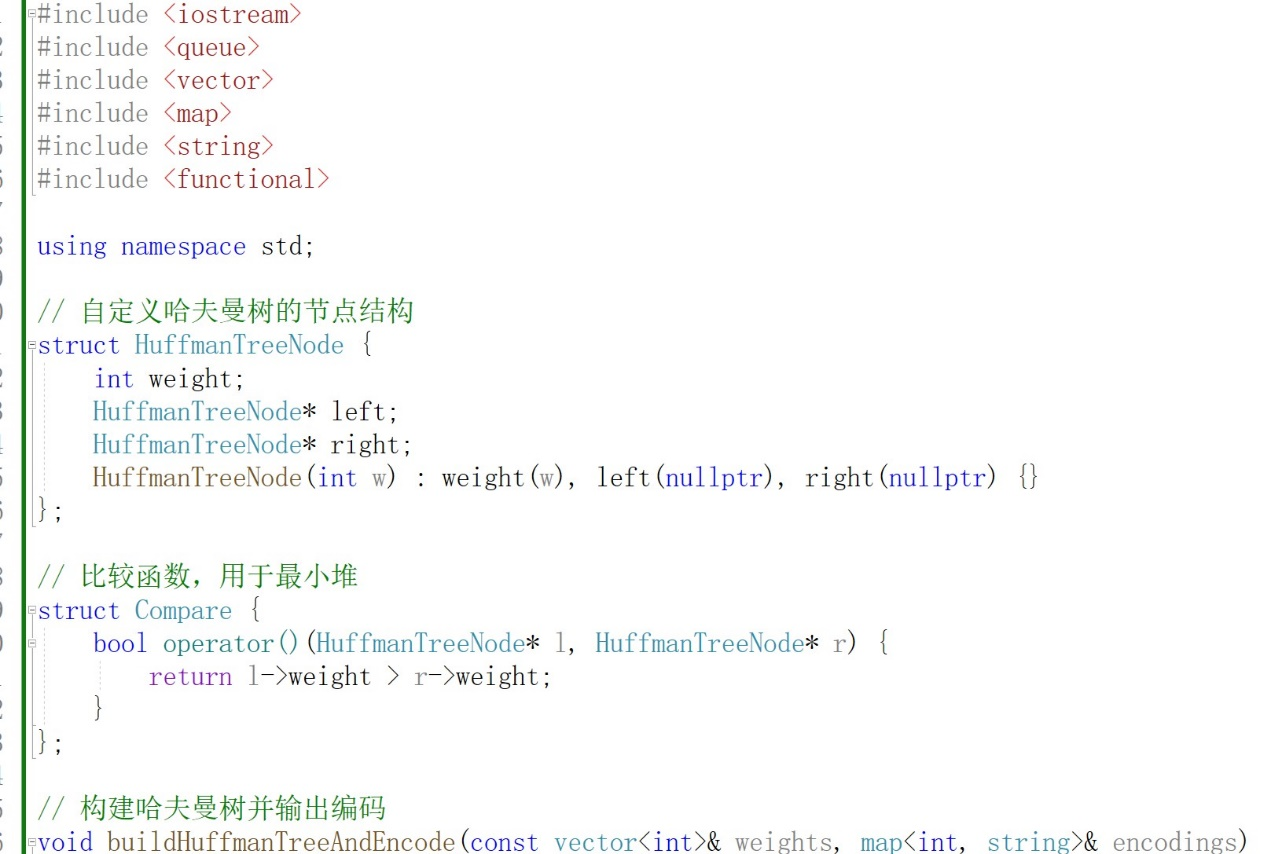 #include <iostream>
#include <queue>
#include <vector>
#include <map>
#include <string>
#include <functional>
using namespace std;
// 自定义哈夫曼树的节点结构
struct HuffmanTreeNode {
    int weight;
    HuffmanTreeNode* left;
    HuffmanTreeNode* right;
    HuffmanTreeNode(int w) : weight(w), left(nullptr), right(nullptr) {}
};
// 比较函数，用于最小堆
struct Compare {
    bool operator()(HuffmanTreeNode* l, HuffmanTreeNode* r) {
        return l->weight > r->weight;
    }
};
// 构建哈夫曼树并输出编码
void buildHuffmanTreeAndEncode(const vector<int>& weights, map<int, string>& encodings)